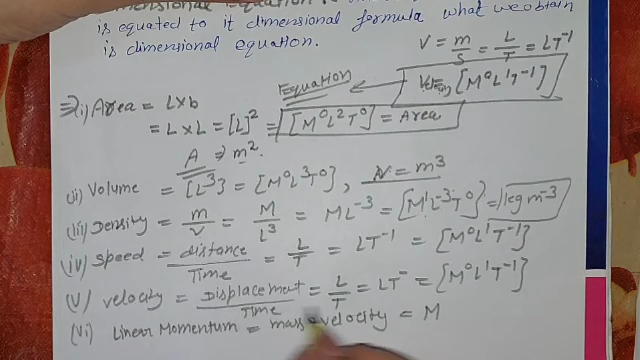 mensional Equation
is equated to it dimensional formula what we obtain
is dimensional equation.
V = m/s = L/T = LT⁻¹
Equation
[M⁰L¹T⁻¹]
⇒(i) Area = L×b
= L×L = [L]² = [M⁰L²T⁰] = Area
A ⇒ m².
(ii) Volume = [L³] = [M⁰L³T⁰], V = m³
(iii) Density = m/V = M/L³ = ML⁻³ = [M¹L⁻³T⁰] = kg m⁻³
(iv) Speed = distance/Time = L/T = LT⁻¹ = [M⁰L¹T⁻¹]
(v) velocity = Displacement/Time = L/T = LT⁻ = [M⁰L¹T⁻¹]
(vi) Linear Momentum = mass velocity = M